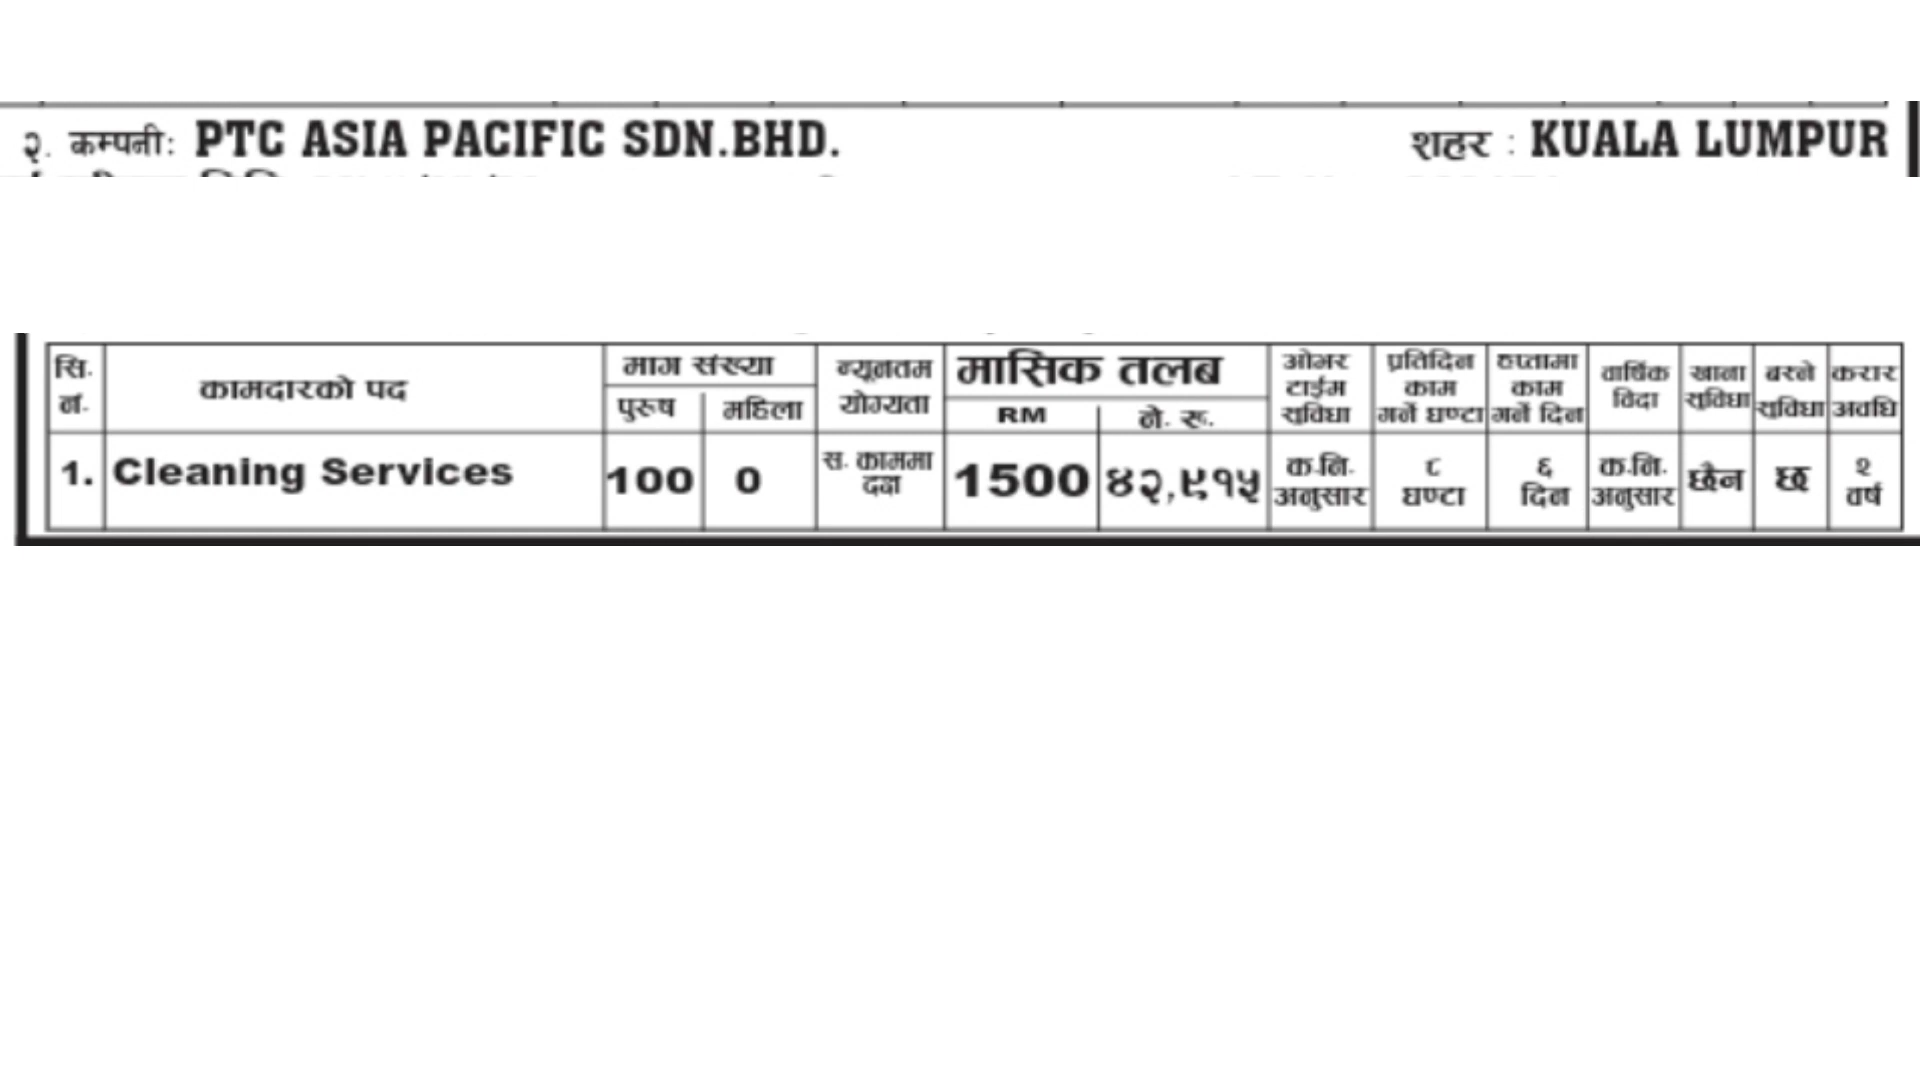 २. कम्पनी: PTC ASIA PACIFIC SDN.BHD. शहर : KUALA LUMPUR
सि. नं. कामदारको पद माग संख्या पुरुष महिला न्यूनतम योग्यता मासिक तलब RM ने. रू. ओभर टाईम सुविधा प्रतिदिन काम गर्ने घण्टा हप्तामा काम गर्ने दिन वार्षिक विदा खाना सुविधा बस्ने सुविधा करार अवधि
1. Cleaning Services 100 0 स. काममा दक्ष 1500 ४२,९१५ क.नि. अनुसार ८ घण्टा ६ दिन क.नि. अनुसार छैन छ २ वर्ष